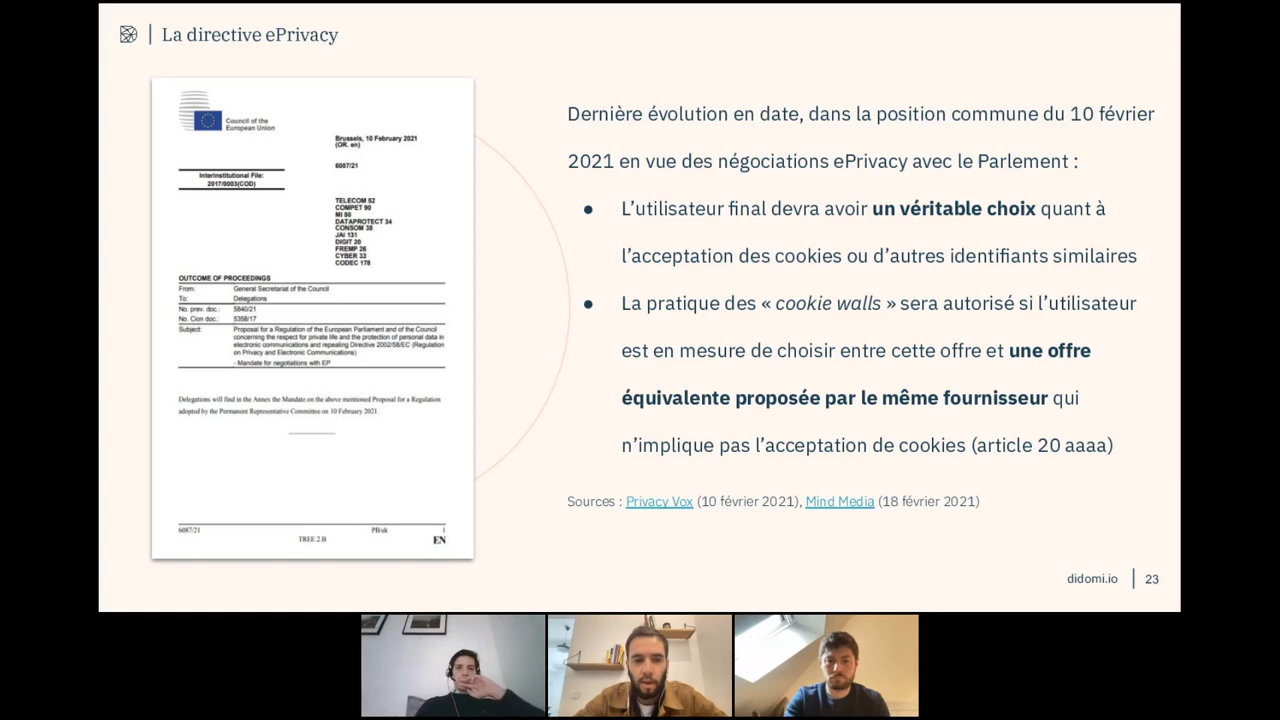 La directive ePrivacy
Council of the
European Union
Brussels, 10 February 2021
(OR. en)
6087/21
Interinstitutional File:
2017/0003(COD)
TELECOM 52
COMPET 90
MI 80
DATAPROTECT 34
CONSOM 38
JAI 131
DIGIT 20
FREMP 26
CYBER 33
CODEC 178
OUTCOME OF PROCEEDINGS
From: General Secretariat of the Council
To: Delegations
No. prev. doc.: 5840/21
No. Cion doc.: 5358/17
Subject: Proposal for a Regulation of the European Parliament and of the Council
concerning the respect for private life and the protection of personal data in
electronic communications and repealing Directive 2002/58/EC (Regulation
on Privacy and Electronic Communications)
- Mandate for negotiations with EP
Delegations will find in the Annex the Mandate on the above mentioned Proposal for a Regulation
adopted by the Permanent Representative Committee on 10 February 2021.
6087/21 PB/ek 1
TREE.2.B EN
Dernière évolution en date, dans la position commune du 10 février
2021 en vue des négociations ePrivacy avec le Parlement :
● L’utilisateur final devra avoir un véritable choix quant à
l’acceptation des cookies ou d’autres identifiants similaires
● La pratique des « cookie walls » sera autorisé si l’utilisateur
est en mesure de choisir entre cette offre et une offre
équivalente proposée par le même fournisseur qui
n’implique pas l’acceptation de cookies (article 20 aaaa)
Sources : Privacy Vox (10 février 2021), Mind Media (18 février 2021)
didomi.io 23